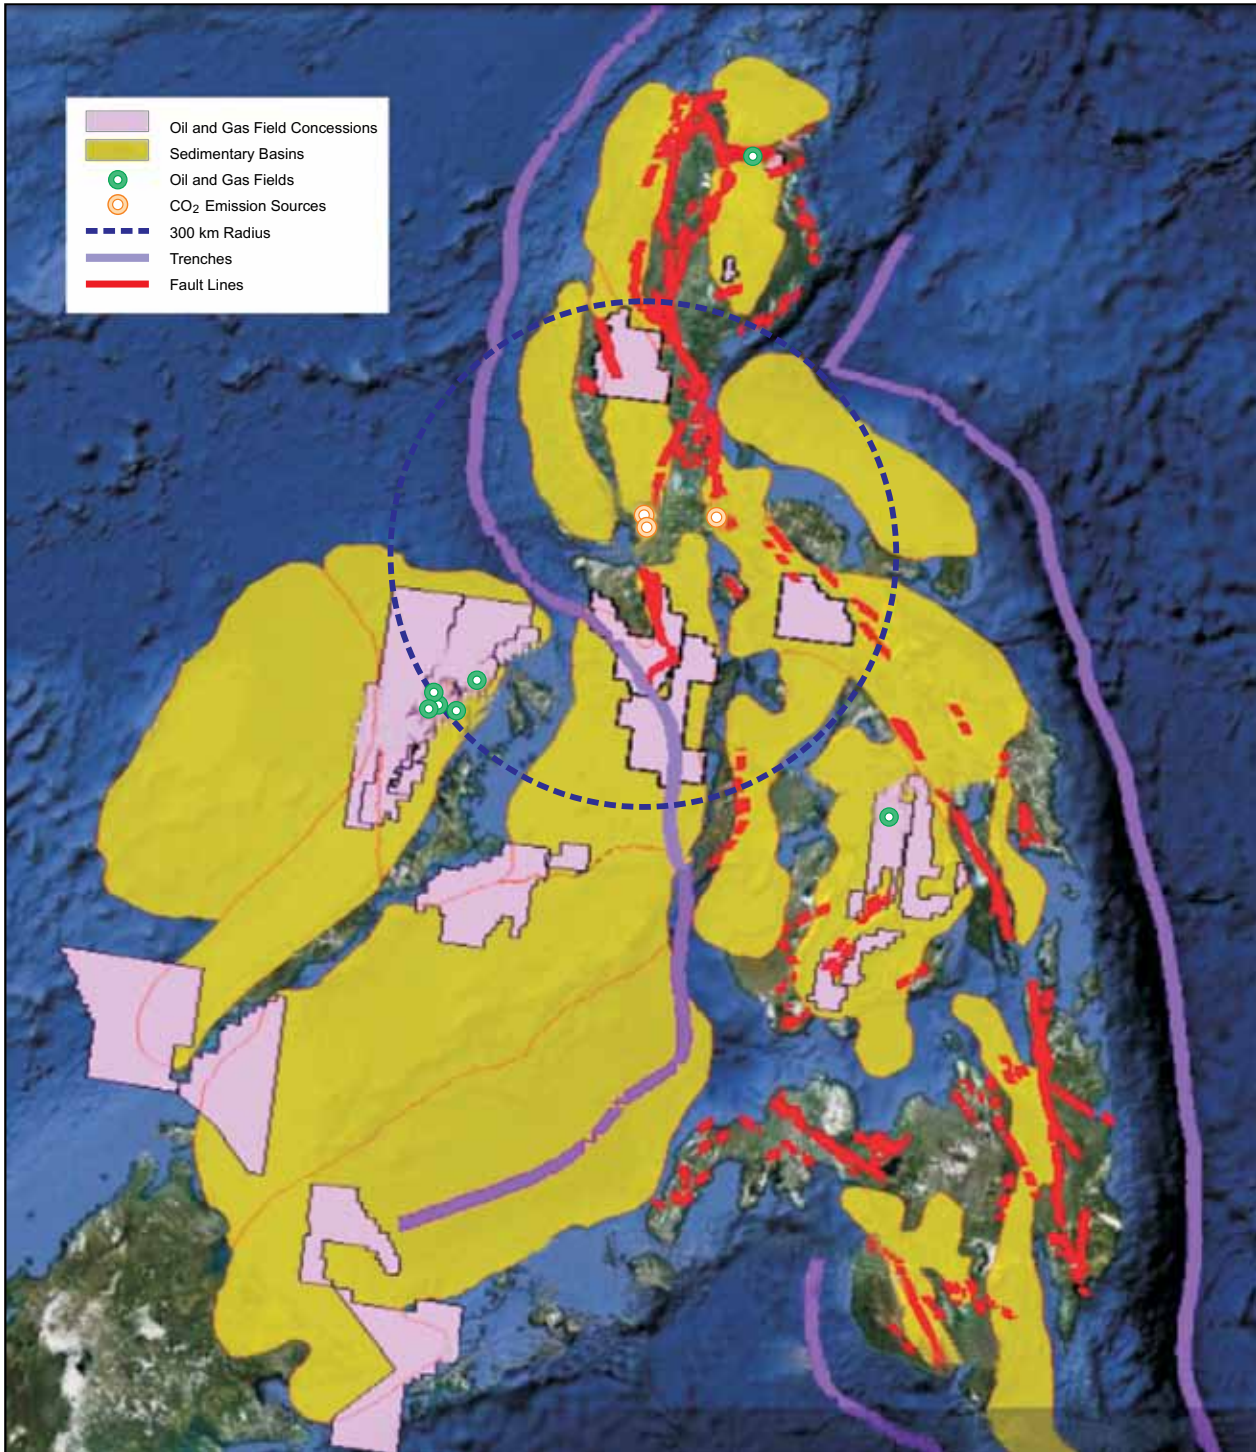 Oil and Gas Field Concessions
Sedimentary Basins
Oil and Gas Fields
CO2 Emission Sources
300 km Radius
Trenches
Fault Lines